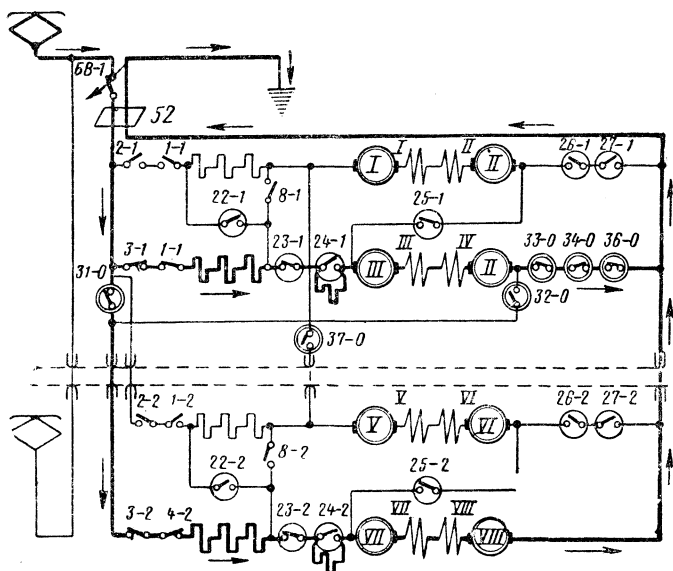 БВ-1
52
2-1 1-1 I II 26-1 27-1
I II
8-1
22-1 25-1
23-1 24-1 III IV 33-0 34-0 36-0
3-1 1-1
III II
31-0
32-0
37-0
2-2 1-2 V VI 26-2 27-2
V VI
8-2
22-2 25-2
23-2 24-2 VII VIII
3-2 4-2
VII VIII